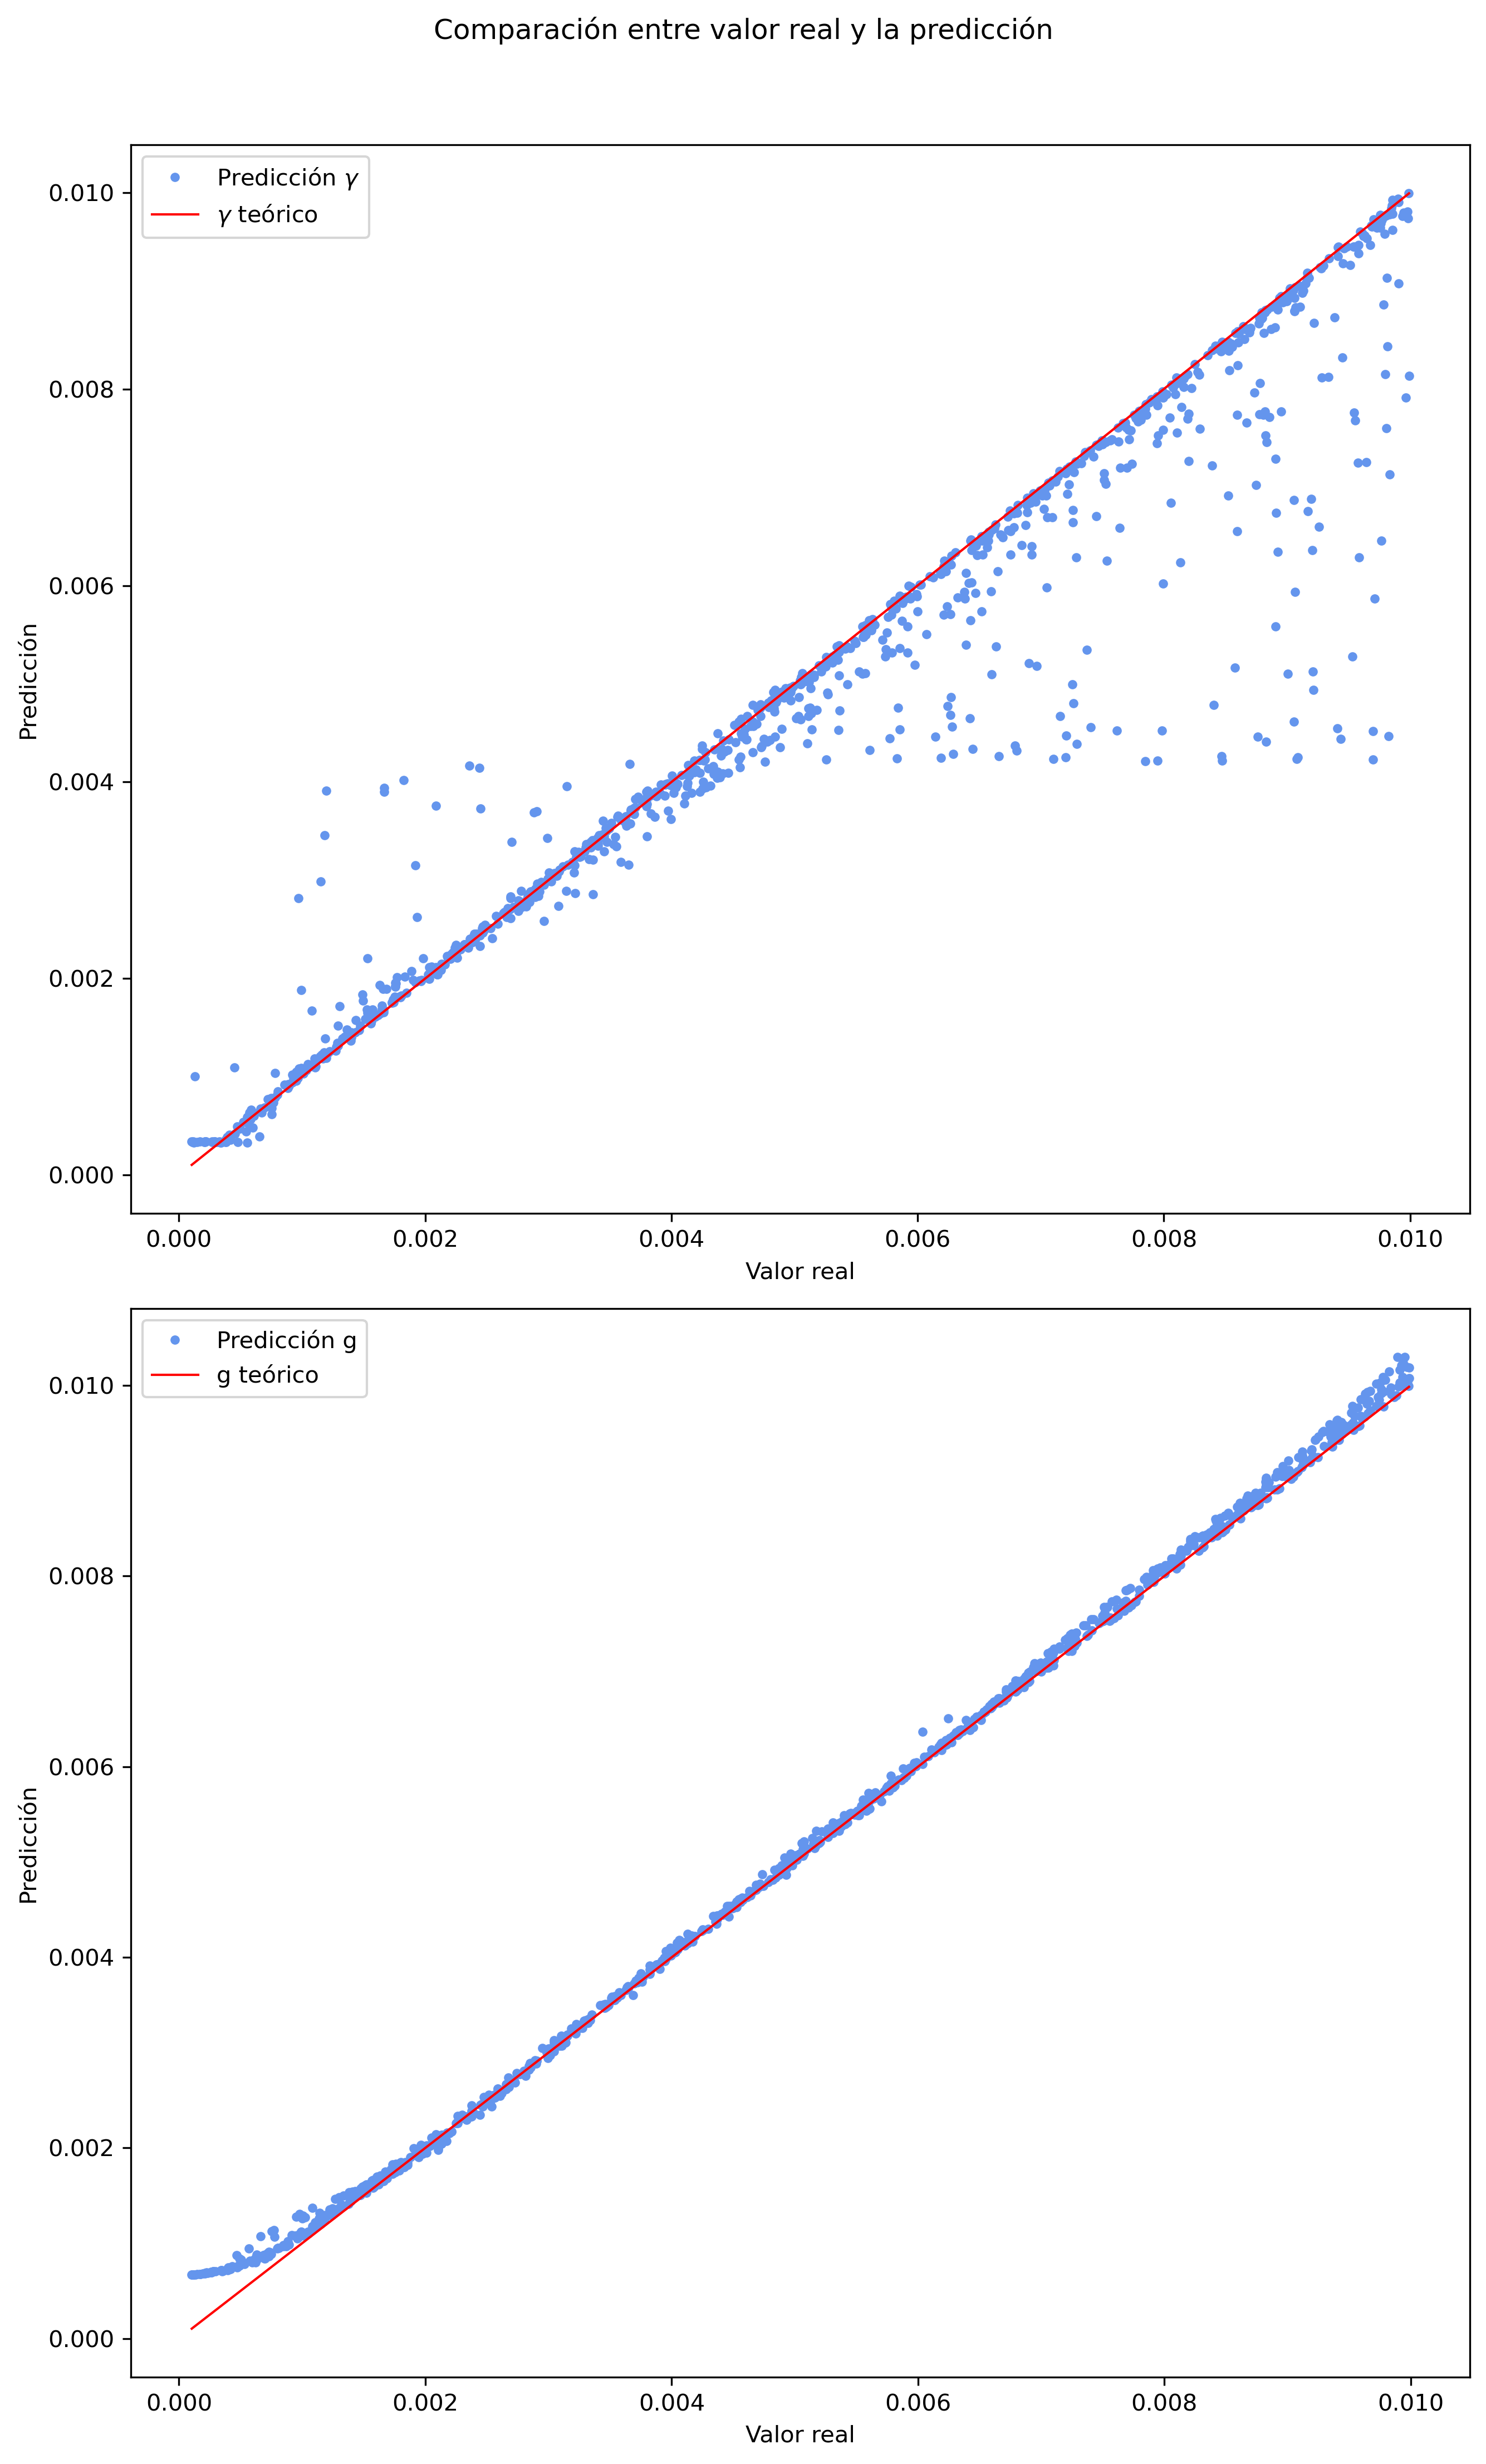 Comparación entre valor real y la predicción
Predicción γ
γ teórico
0.010
0.008
0.006
0.004
0.002
0.000
Predicción
0.000 0.002 0.004 0.006 0.008 0.010
Valor real
Predicción g
g teórico
0.010
0.008
0.006
0.004
0.002
0.000
Predicción
0.000 0.002 0.004 0.006 0.008 0.010
Valor real